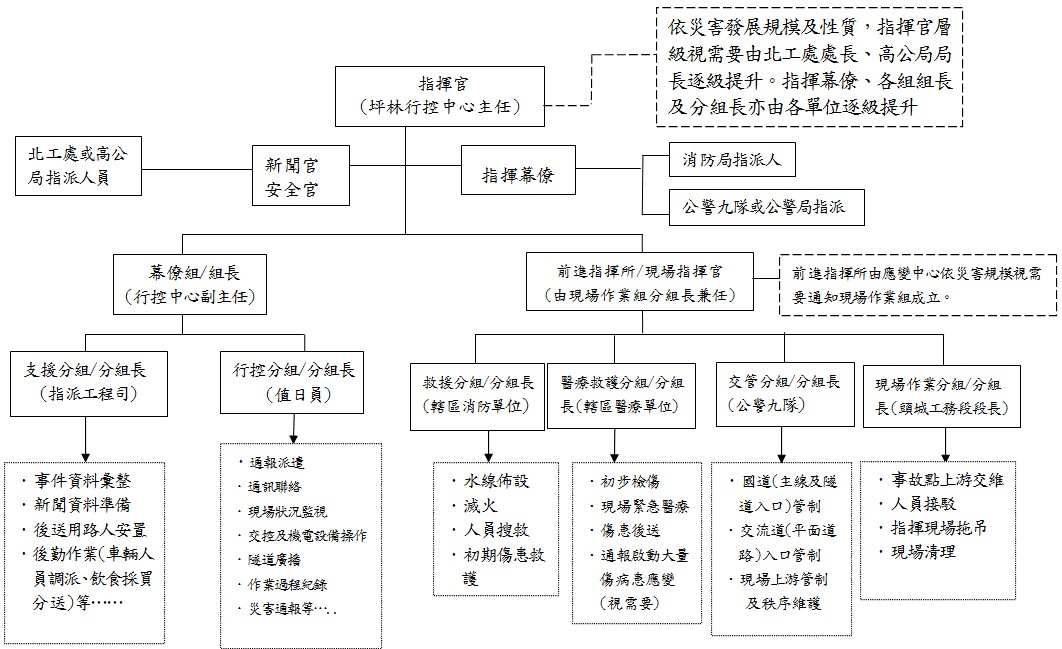 依災害發展規模及性質，指揮官層
級視需要由北工處處長、高公局局
長逐級提升。指揮幕僚、各組組長
及分組長亦由各單位逐級提升
指揮官
(坪林行控中心主任)
北工處或高公
局指派人員
新聞官
安全官
指揮幕僚
消防局指派人
公警九隊或公警局指派
幕僚組/組長
(行控中心副主任)
前進指揮所/現場指揮官
(由現場作業組分組長兼任)
前進指揮所由應變中心依災害規模視需
要通知現場作業組成立。
支援分組/分組長
(指派工程司)
行控分組/分組長
(值日員)
救援分組/分組長
(轄區消防單位)
醫療救護分組/分組
長(轄區醫療單位)
交管分組/分組長
(公警九隊)
現場作業分組/分組
長(頭城工務段段長)
· 事件資料彙整
· 新聞資料準備
· 後送用路人安置
· 後勤作業(車輛人
員調派、飲食採買
分送)等……
· 通報派遣
· 通訊聯絡
· 現場狀況監視
· 交控及機電設備操作
· 隧道廣播
· 作業過程紀錄
· 災害通報等…..
· 水線佈設
· 滅火
· 人員搜救
· 初期傷患救
護
· 初步檢傷
· 現場緊急醫療
· 傷患後送
· 通報啟動大量
傷病患應變
(視需要)
· 國道(主線及隧
道入口)管制
· 交流道(平面道
路)入口管制
· 現場上游管制
及秩序維護
· 事故點上游交維
· 人員接駁
· 指揮現場拖吊
· 現場清理